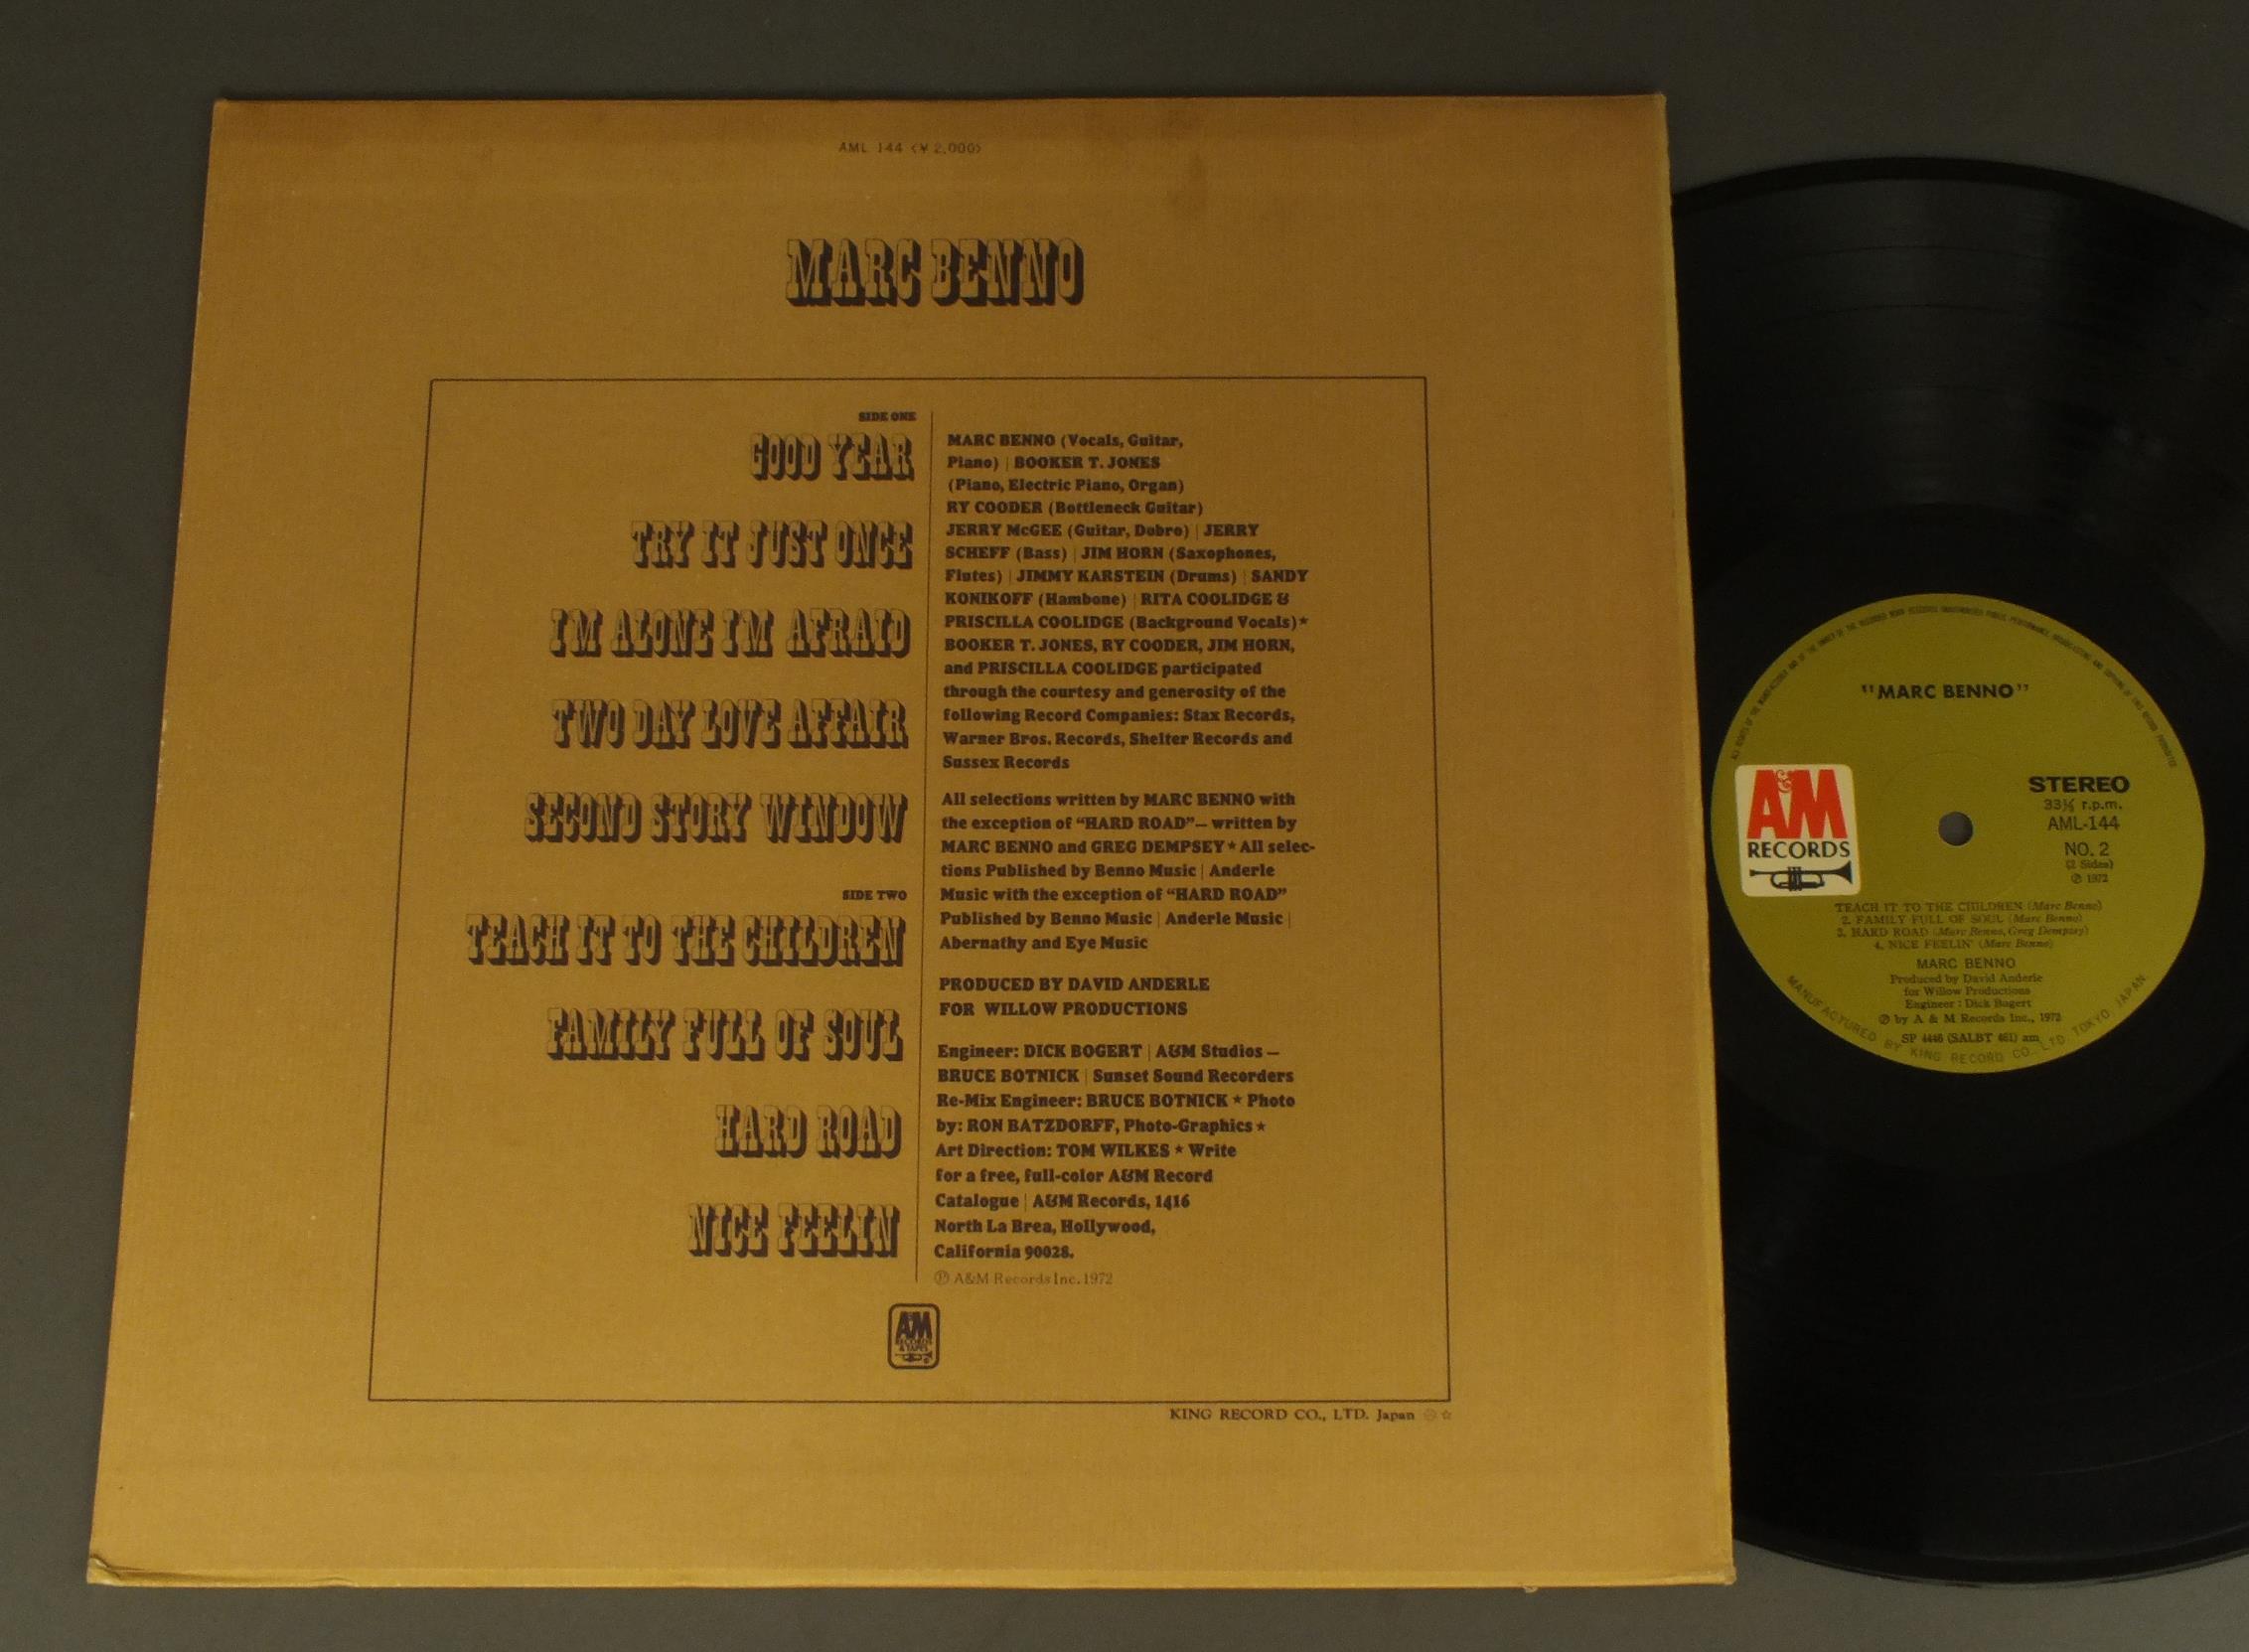 AML 144 <¥ 2,000>
MARC BENNO
SIDE ONE
GOOD YEAR
TRY IT JUST ONCE
I'M ALONE I'M AFRAID
TWO DAY LOVE AFFAIR
SECOND STORY WINDOW
SIDE TWO
TEACH IT TO THE CHILDREN
FAMILY FULL OF SOUL
HARD ROAD
NICE FEELIN
MARC BENNO (Vocals, Guitar,
Piano) | BOOKER T. JONES
(Piano, Electric Piano, Organ)
RY COODER (Bottleneck Guitar)
JERRY McGEE (Guitar, Dobro) | JERRY
SCHEFF (Bass) | JIM HORN (Saxophones,
Flutes) | JIMMY KARSTEIN (Drums) | SANDY
KONIKOFF (Hambone) | RITA COOLIDGE &
PRISCILLA COOLIDGE (Background Vocals)★
BOOKER T. JONES, RY COODER, JIM HORN,
and PRISCILLA COOLIDGE participated
through the courtesy and generosity of the
following Record Companies: Stax Records,
Warner Bros. Records, Shelter Records and
Sussex Records
All selections written by MARC BENNO with
the exception of “HARD ROAD”— written by
MARC BENNO and GREG DEMPSEY ★ All selec-
tions Published by Benno Music | Anderle
Music with the exception of “HARD ROAD”
Published by Benno Music | Anderle Music |
Abernathy and Eye Music
PRODUCED BY DAVID ANDERLE
FOR WILLOW PRODUCTIONS
Engineer: DICK BOGERT | A&M Studios —
BRUCE BOTNICK | Sunset Sound Recorders
Re-Mix Engineer: BRUCE BOTNICK ★ Photo
by: RON BATZDORFF, Photo-Graphics ★
Art Direction: TOM WILKES ★ Write
for a free, full-color A&M Record
Catalogue | A&M Records, 1416
North La Brea, Hollywood,
California 90028.
Ⓟ A&M Records Inc. 1972
A&M
RECORDS
& TAPES
KING RECORD CO., LTD. Japan ☆
"MARC BENNO"
A&M
RECORDS
STEREO
33⅓ r.p.m.
AML-144
NO. 2
(2 Sides)
Ⓟ 1972
TEACH IT TO THE CHILDREN (Marc Benno)
2. FAMILY FULL OF SOUL (Marc Benno)
3. HARD ROAD (Marc Benno, Greg Dempsey)
4. NICE FEELIN' (Marc Benno)
MARC BENNO
Produced by David Anderle
for Willow Productions
Engineer : Dick Bogert
Ⓟ by A & M Records Inc., 1972
SP 4446 (SALBT 461) am
MANUFACTURED BY KING RECORD CO., LTD. TOKYO, JAPAN